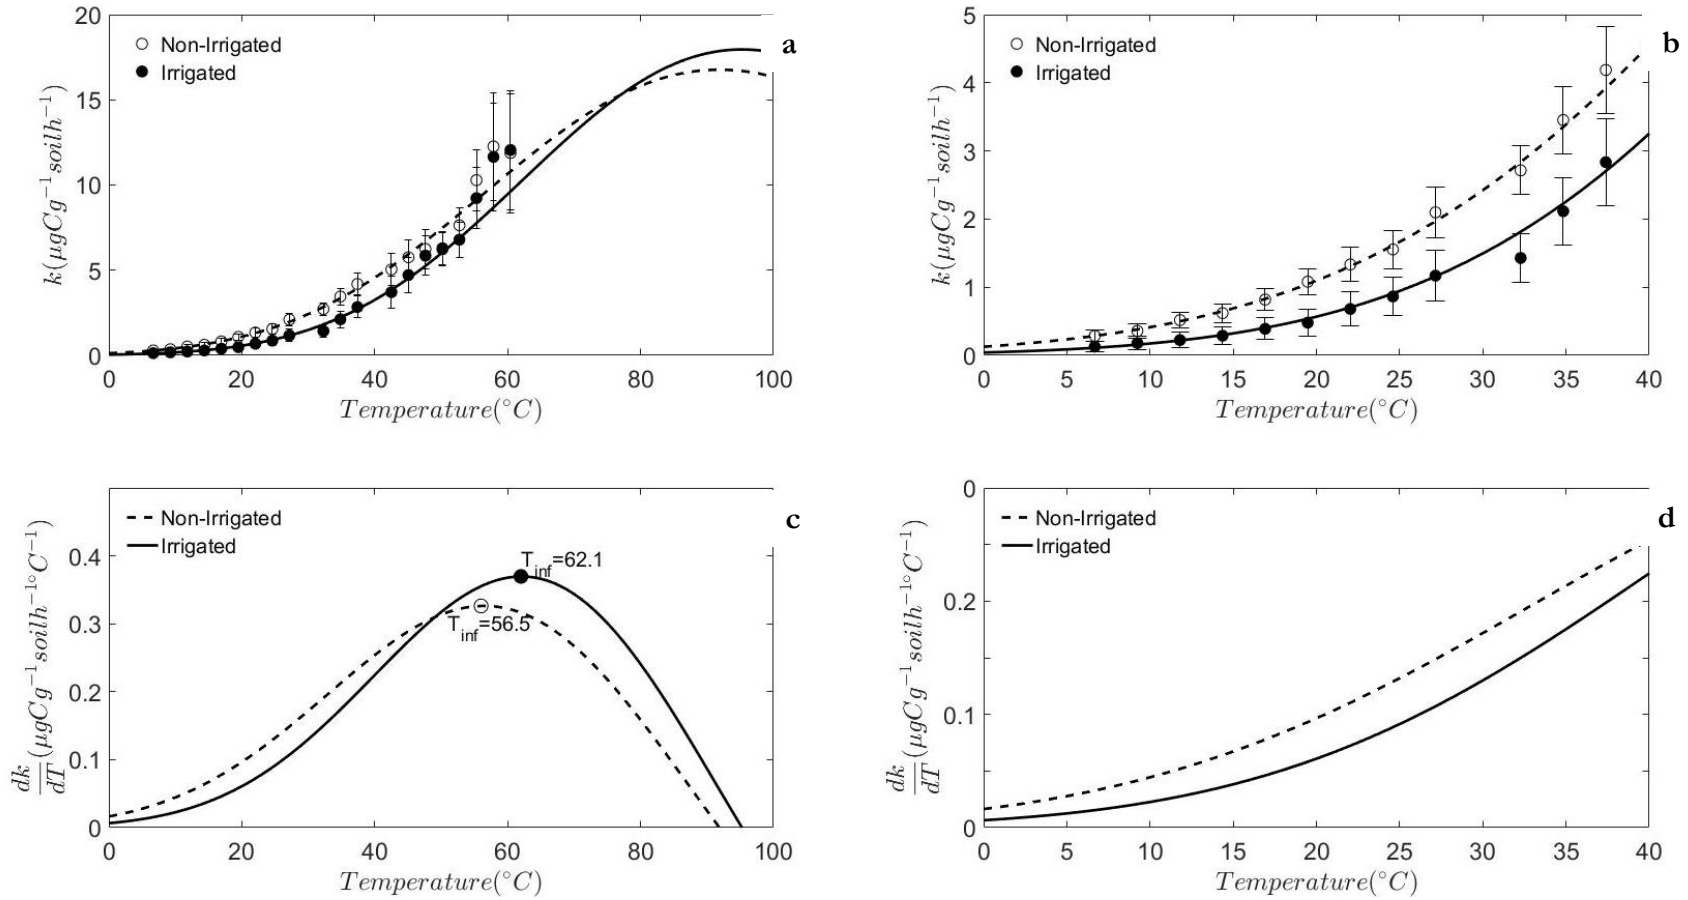 20
15
10
5
0
0 20 40 60 80 100
Non-Irrigated
Irrigated
a
k(μgCg⁻¹soilh⁻¹)
Temperature(°C)
5
4
3
2
1
0
0 5 10 15 20 25 30 35 40
Non-Irrigated
Irrigated
b
k(μgCg⁻¹soilh⁻¹)
Temperature(°C)
0.4
0.3
0.2
0.1
0
0 20 40 60 80 100
Non-Irrigated
Irrigated
c
T_inf=62.1
T_inf=56.5
dk/dT(μgCg⁻¹soilh⁻¹°C⁻¹)
Temperature(°C)
0
0.2
0.1
0
0 5 10 15 20 25 30 35 40
Non-Irrigated
Irrigated
d
dk/dT(μgCg⁻¹soilh⁻¹°C⁻¹)
Temperature(°C)